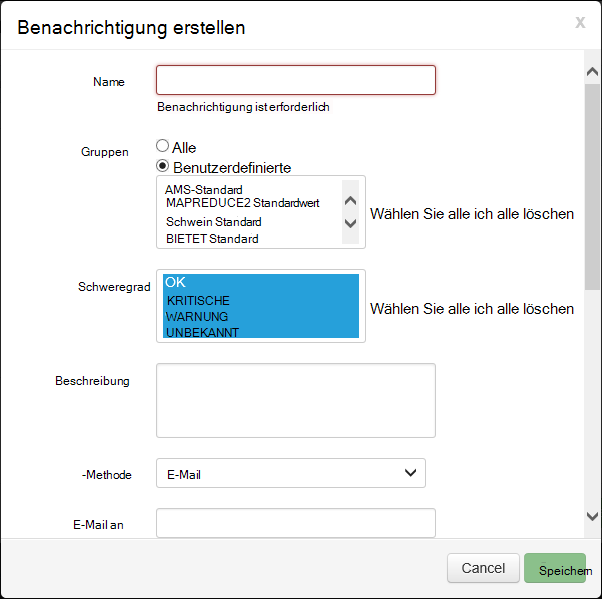 Benachrichtigung erstellen
x
Name
Benachrichtigung ist erforderlich
Gruppen
Alle
Benutzerdefinierte
AMS-Standard
MAPREDUCE2 Standardwert
Schwein Standard
BIETET Standard
Wählen Sie alle ich alle löschen
Schweregrad
OK
KRITISCHE
WARNUNG
UNBEKANNT
Wählen Sie alle ich alle löschen
Beschreibung
-Methode
E-Mail
E-Mail an
Cancel
Speichern